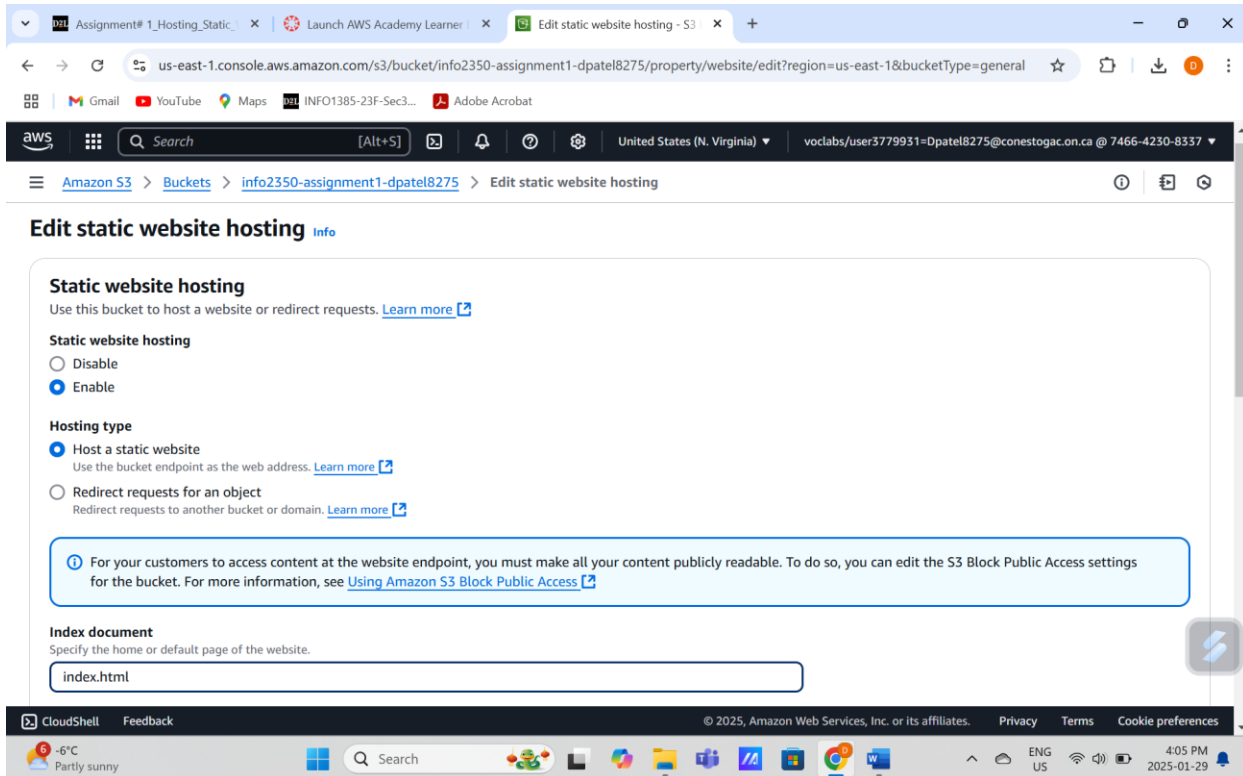 Assignment# 1_Hosting_Static_
Launch AWS Academy Learner
Edit static website hosting - S3
us-east-1.console.aws.amazon.com/s3/bucket/info2350-assignment1-dpatel8275/property/website/edit?region=us-east-1&bucketType=general
D
Gmail YouTube Maps D2L INFO1385-23F-Sec3... Adobe Acrobat
aws Search [Alt+S] United States (N. Virginia) voclabs/user3779931=Dpatel8275@conestogac.on.ca @ 7466-4230-8337
Amazon S3 > Buckets > info2350-assignment1-dpatel8275 > Edit static website hosting
Edit static website hosting Info
Static website hosting
Use this bucket to host a website or redirect requests. Learn more
Static website hosting
Disable
Enable
Hosting type
Host a static website
Use the bucket endpoint as the web address. Learn more
Redirect requests for an object
Redirect requests to another bucket or domain. Learn more
For your customers to access content at the website endpoint, you must make all your content publicly readable. To do so, you can edit the S3 Block Public Access settings
for the bucket. For more information, see Using Amazon S3 Block Public Access
Index document
Specify the home or default page of the website.
index.html
CloudShell Feedback © 2025, Amazon Web Services, Inc. or its affiliates. Privacy Terms Cookie preferences
6 -6°C
Partly sunny
Search
ENG
US
4:05 PM
2025-01-29